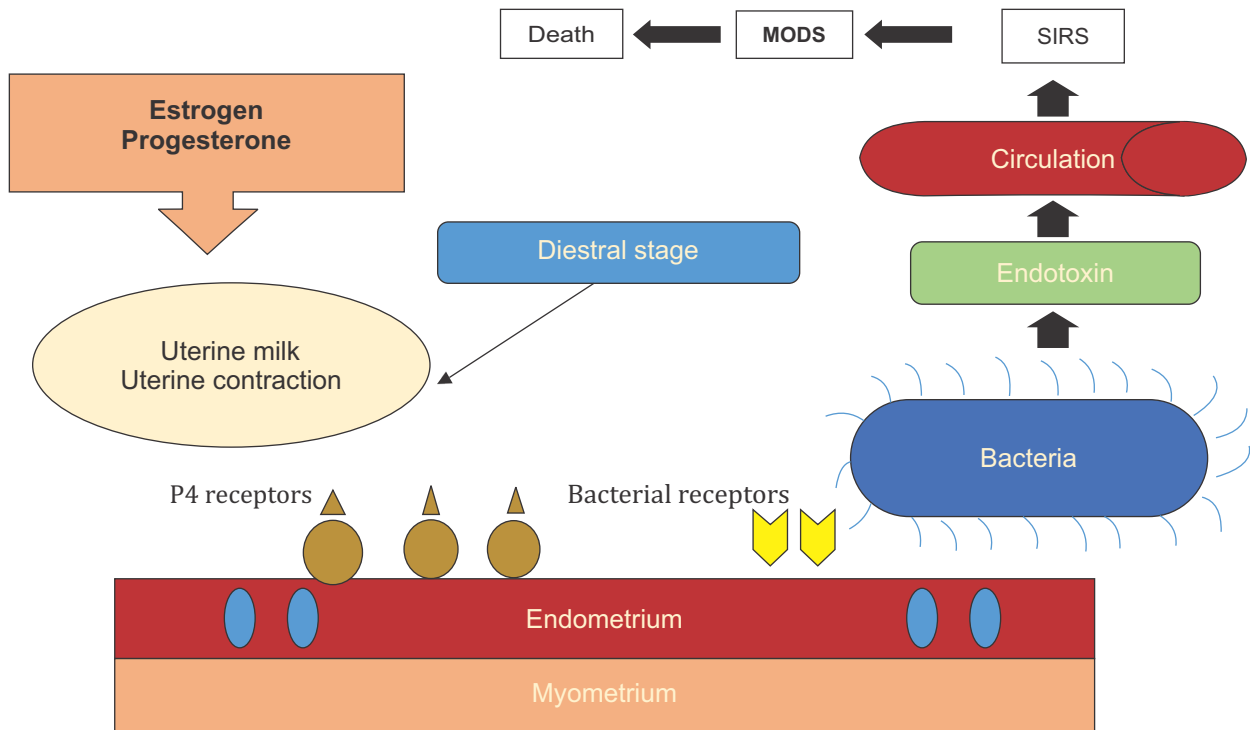 Death
MODS
SIRS
Estrogen
Progesterone
Circulation
Diestral stage
Endotoxin
Uterine milk
Uterine contraction
Bacteria
P4 receptors
Bacterial receptors
Endometrium
Myometrium